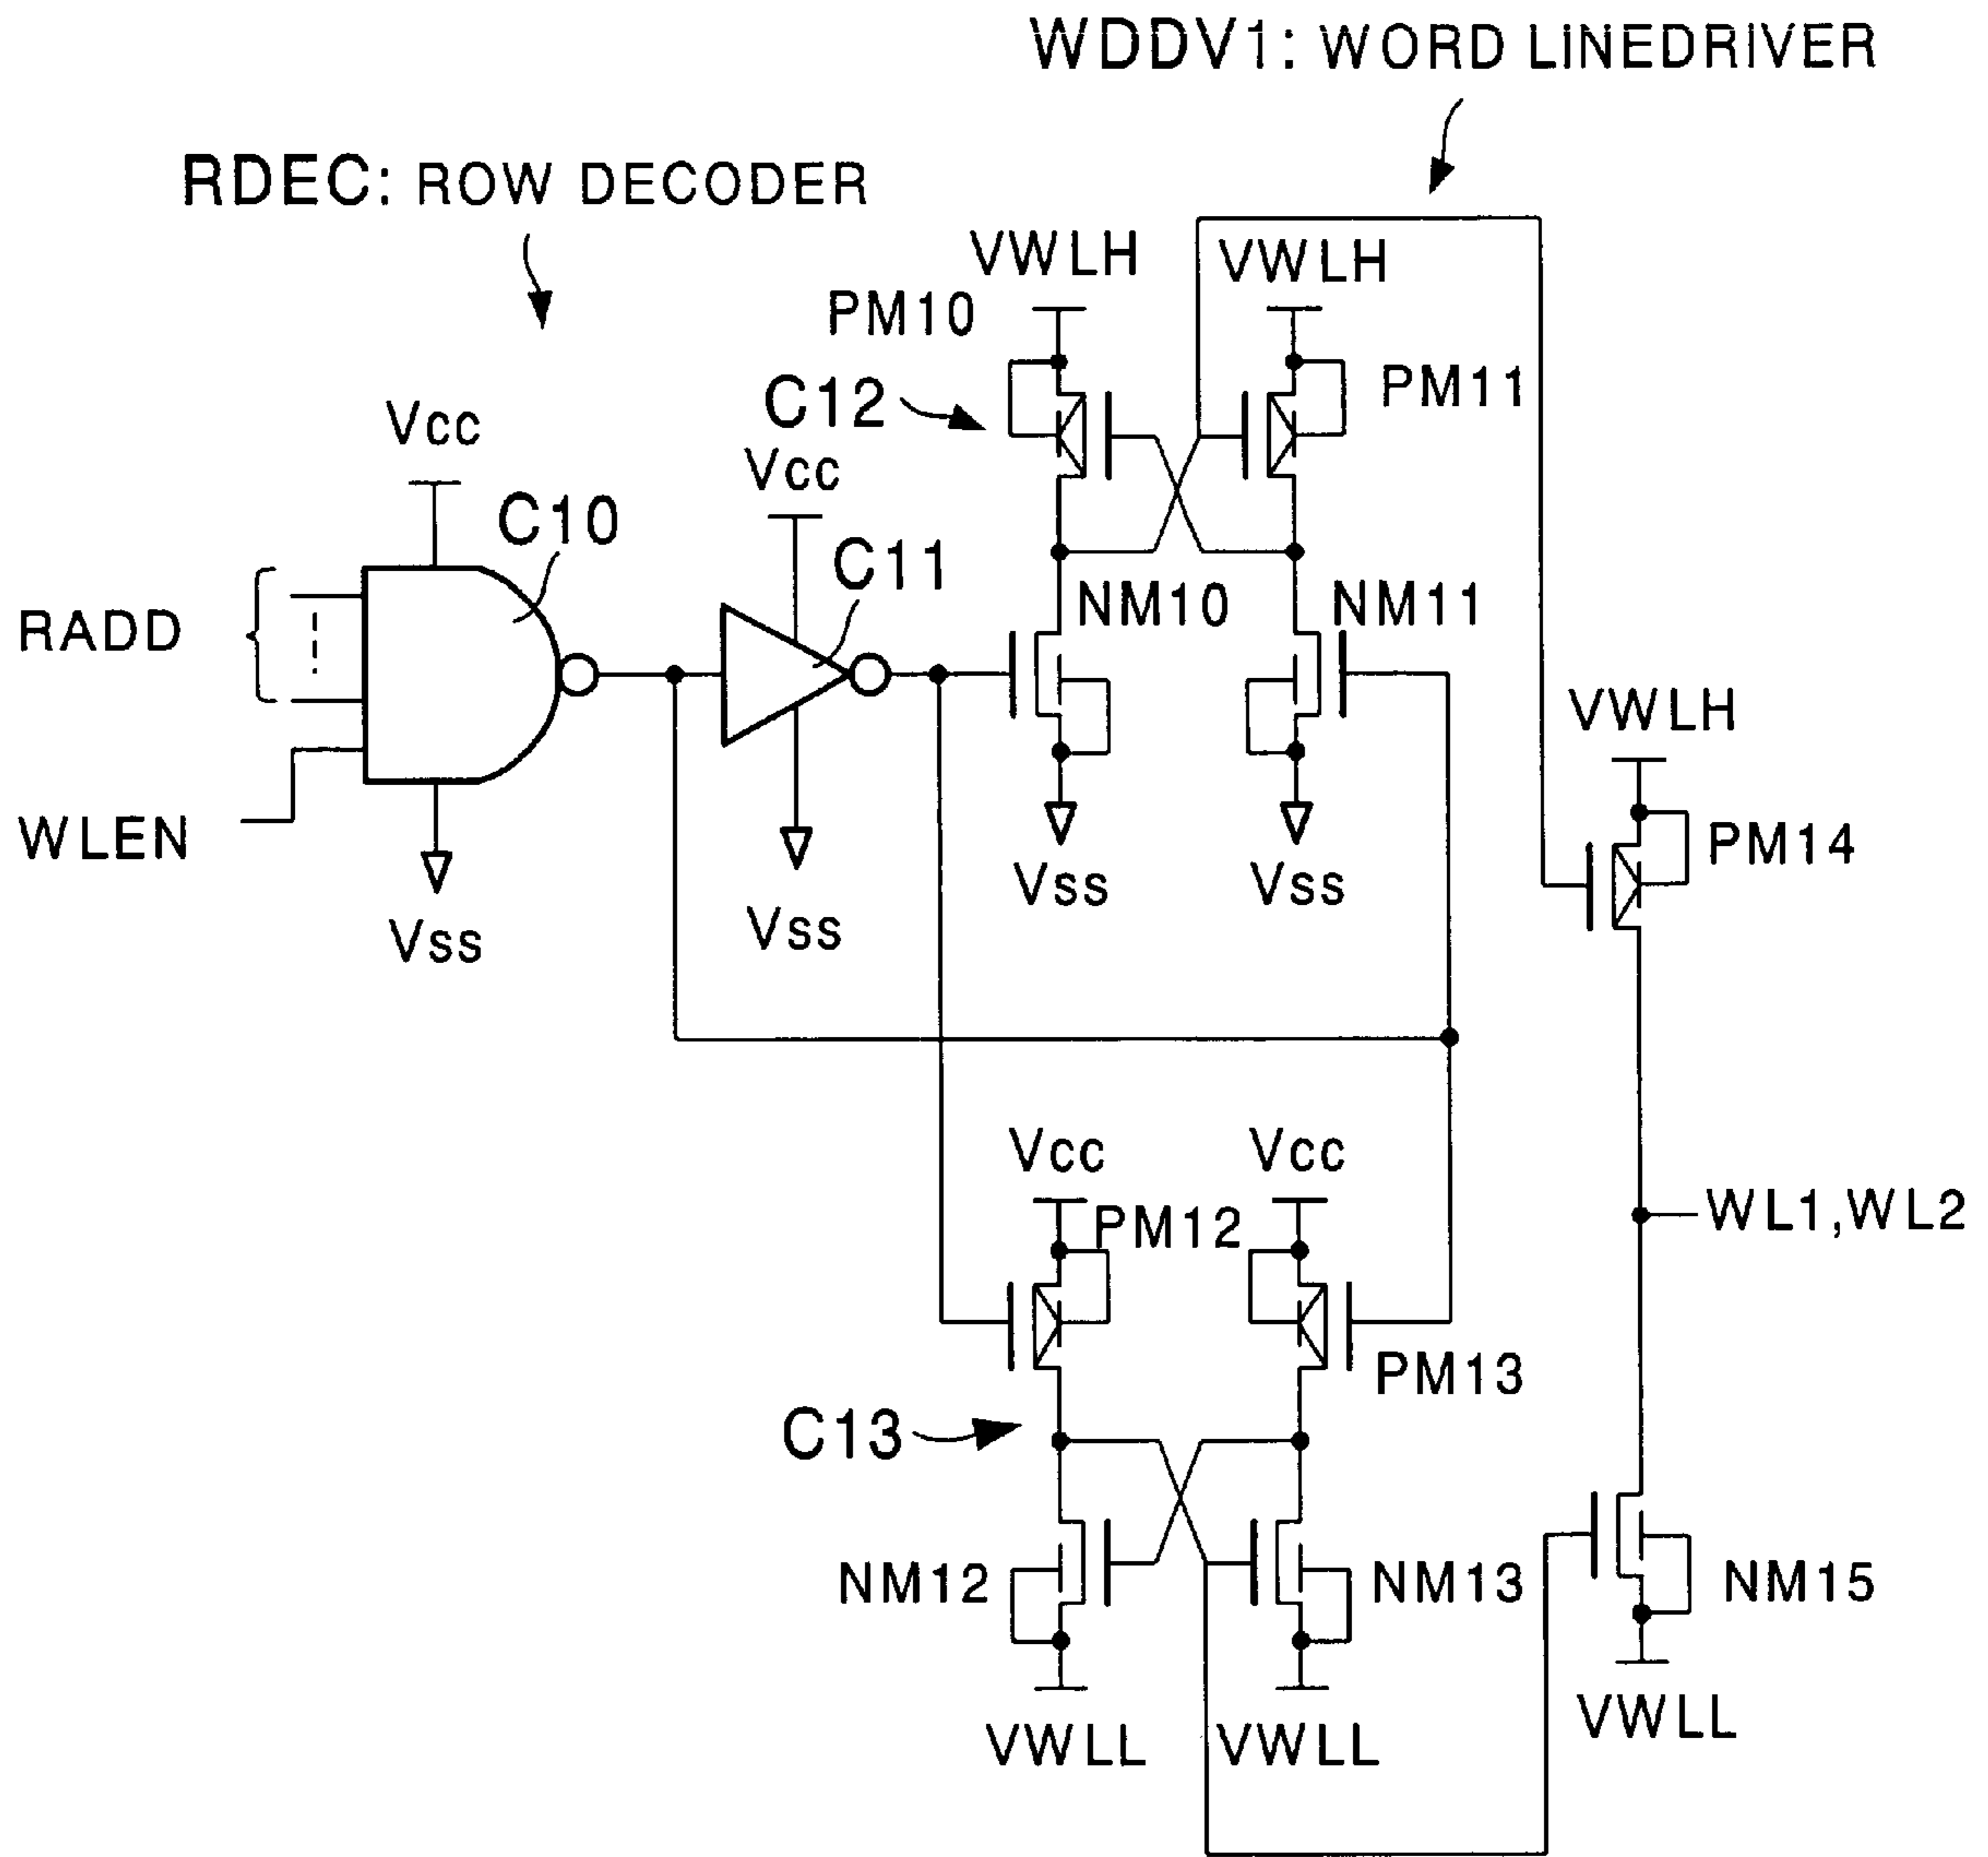 WDDV1: WORD LINEDRIVER
RDEC: ROW DECODER
VWLH
VWLH
PM10
PM11
C12
Vcc
Vcc
C10
C11
NM10
NM11
RADD
VWLH
WLEN
PM14
Vss
Vss
Vss
Vss
Vcc
Vcc
PM12
WL1,WL2
PM13
C13
NM12
NM13
NM15
VWLL
VWLL
VWLL